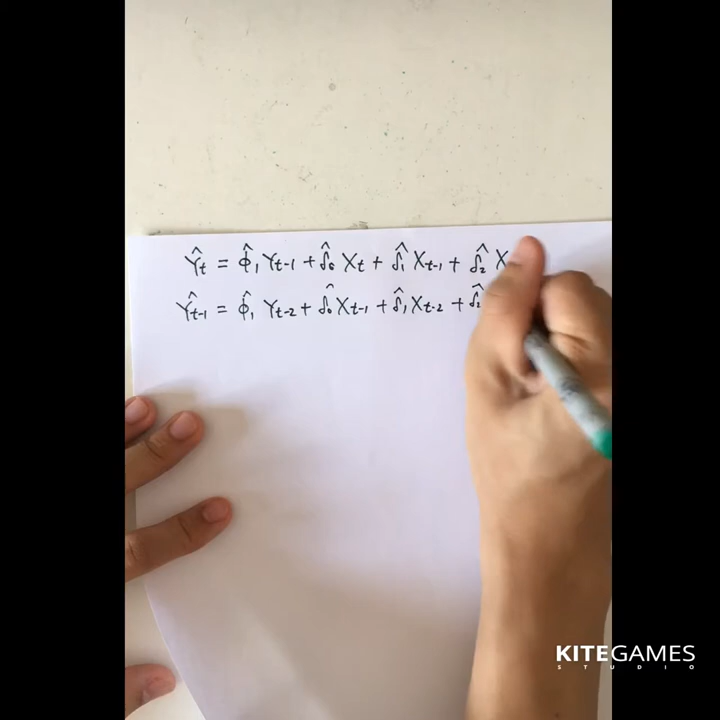 Ŷt = φ̂₁ Yt-1 + δ̂₀ Xt + δ̂₁ Xt-1 + δ̂₂ X
Ŷt-1 = φ̂₁ Yt-2 + δ̂₀ Xt-1 + δ̂₁ Xt-2 + δ̂₂
KITEGAMES
STUDIO